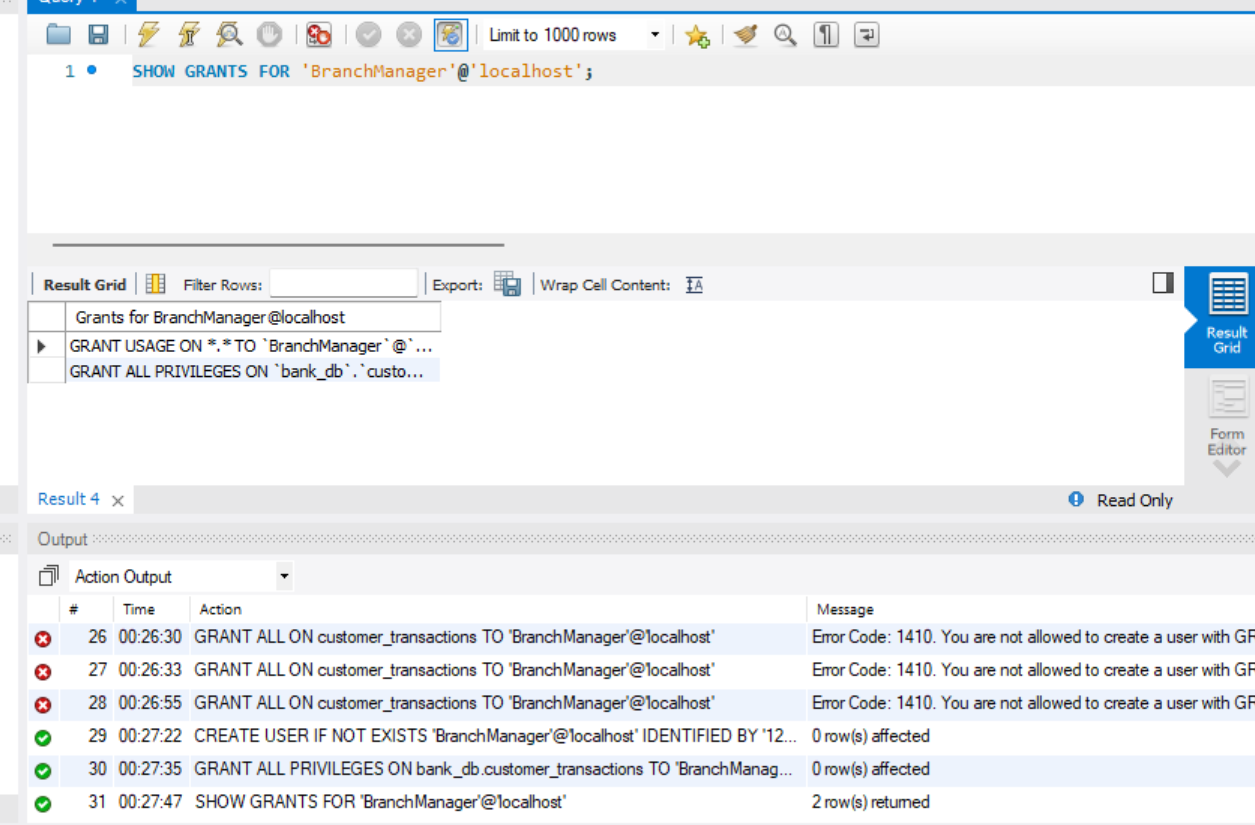 Limit to 1000 rows
1 SHOW GRANTS FOR 'BranchManager'@'localhost';
Result Grid Filter Rows: Export: Wrap Cell Content:
Grants for BranchManager@localhost
GRANT USAGE ON *.* TO `BranchManager`@`...
GRANT ALL PRIVILEGES ON `bank_db`.`custo...
Result
Grid
Form
Editor
Result 4 Read Only
Output
Action Output
# Time Action Message
26 00:26:30 GRANT ALL ON customer_transactions TO 'BranchManager'@'localhost' Error Code: 1410. You are not allowed to create a user with GR
27 00:26:33 GRANT ALL ON customer_transactions TO 'BranchManager'@'localhost' Error Code: 1410. You are not allowed to create a user with GR
28 00:26:55 GRANT ALL ON customer_transactions TO 'BranchManager'@'localhost' Error Code: 1410. You are not allowed to create a user with GR
29 00:27:22 CREATE USER IF NOT EXISTS 'BranchManager'@'localhost' IDENTIFIED BY '12... 0 row(s) affected
30 00:27:35 GRANT ALL PRIVILEGES ON bank_db.customer_transactions TO 'BranchManag... 0 row(s) affected
31 00:27:47 SHOW GRANTS FOR 'BranchManager'@'localhost' 2 row(s) returned